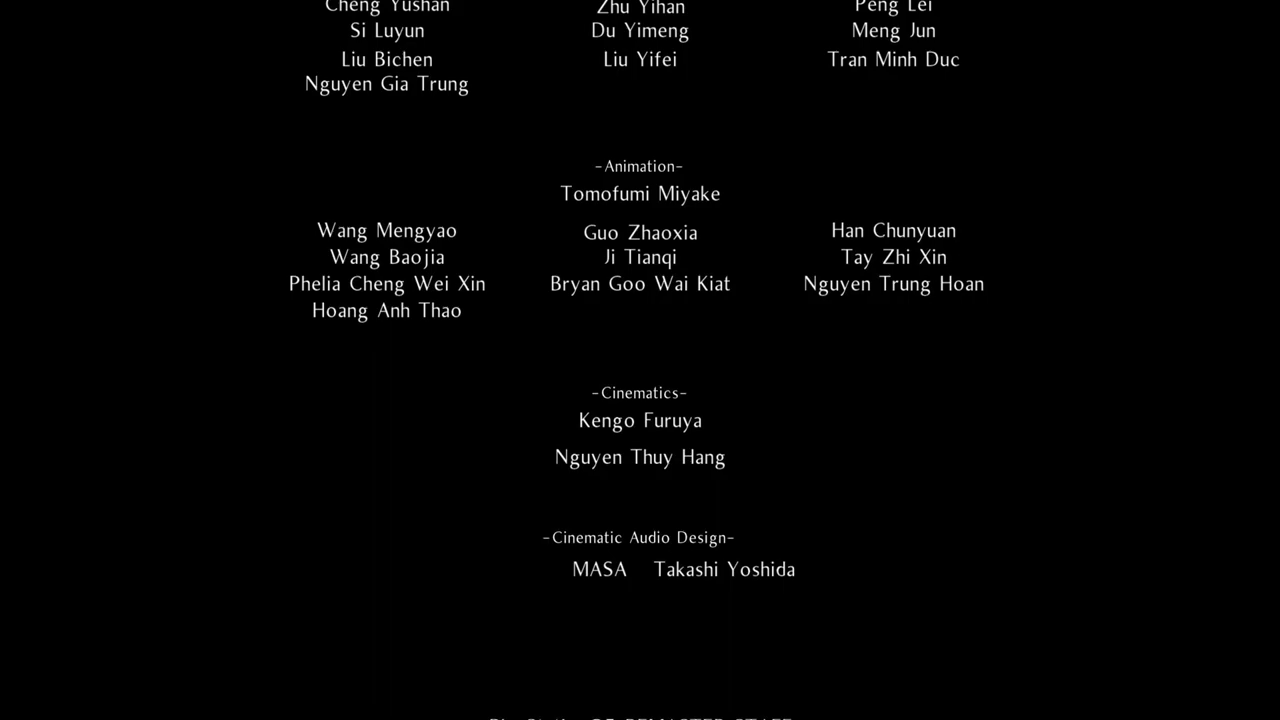 Cheng Yushan Zhu Yihan Peng Lei
Si Luyun Du Yimeng Meng Jun
Liu Bichen Liu Yifei Tran Minh Duc
Nguyen Gia Trung
-Animation-
Tomofumi Miyake
Wang Mengyao Guo Zhaoxia Han Chunyuan
Wang Baojia Ji Tianqi Tay Zhi Xin
Phelia Cheng Wei Xin Bryan Goo Wai Kiat Nguyen Trung Hoan
Hoang Anh Thao
-Cinematics-
Kengo Furuya
Nguyen Thuy Hang
-Cinematic Audio Design-
MASA Takashi Yoshida